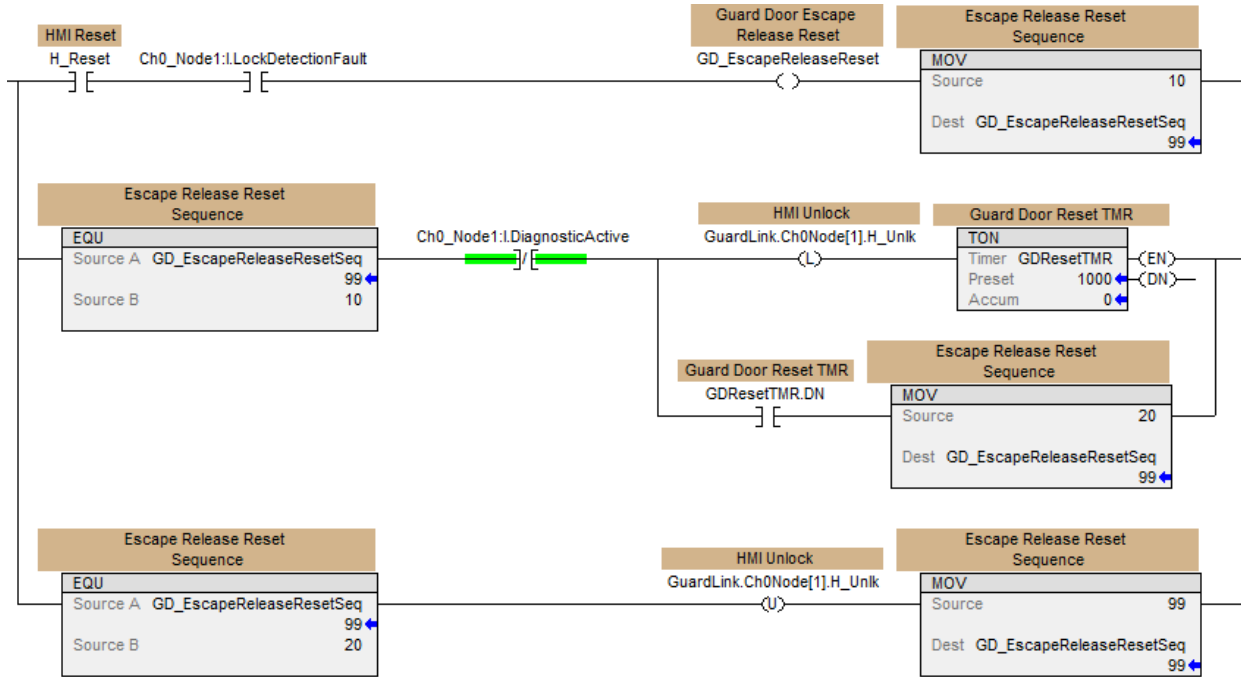 HMI Reset
H_Reset
Ch0_Node1:I.LockDetectionFault
Guard Door Escape
Release Reset
GD_EscapeReleaseReset
Escape Release Reset
Sequence
MOV
Source 10
Dest GD_EscapeReleaseResetSeq
99
Escape Release Reset
Sequence
EQU
Source A GD_EscapeReleaseResetSeq
99
Source B 10
Ch0_Node1:I.DiagnosticActive
HMI Unlock
GuardLink.Ch0Node[1].H_Unlk
L
Guard Door Reset TMR
TON
Timer GDResetTMR
Preset 1000
Accum 0
EN
DN
Guard Door Reset TMR
GDResetTMR.DN
Escape Release Reset
Sequence
MOV
Source 20
Dest GD_EscapeReleaseResetSeq
99
Escape Release Reset
Sequence
EQU
Source A GD_EscapeReleaseResetSeq
99
Source B 20
HMI Unlock
GuardLink.Ch0Node[1].H_Unlk
U
Escape Release Reset
Sequence
MOV
Source 99
Dest GD_EscapeReleaseResetSeq
99